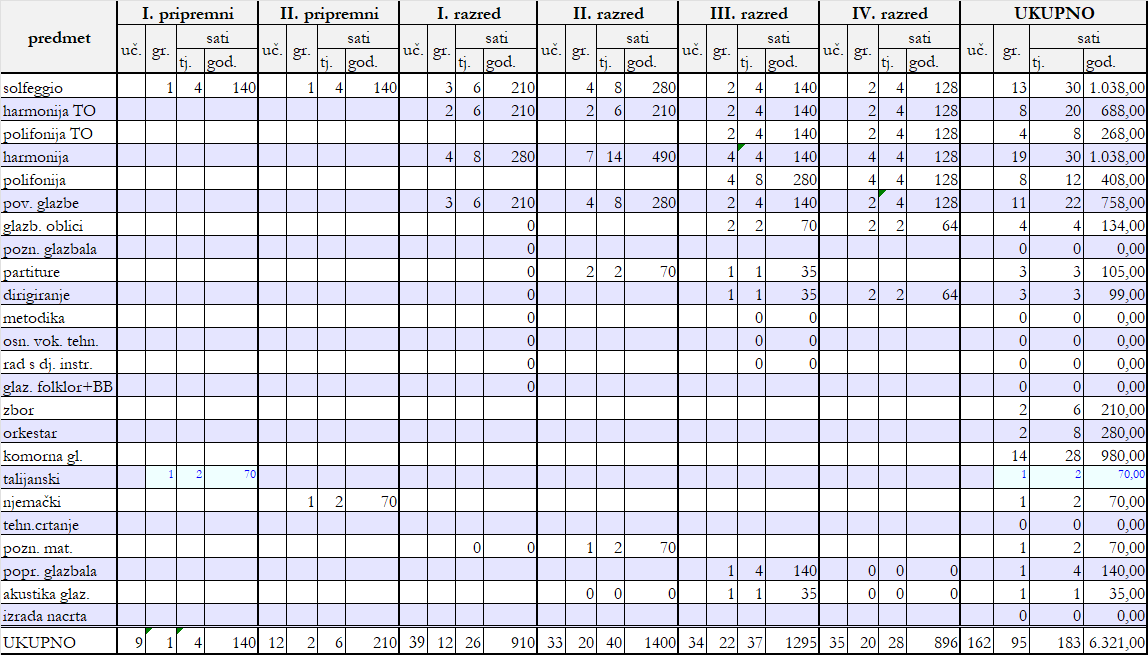 I. pripremni II. pripremni I. razred II. razred III. razred IV. razred UKUPNO
predmet uč. gr. sati uč. gr. sati uč. gr. sati uč. gr. sati uč. gr. sati uč. gr. sati uč. gr. sati
tj. god. tj. god. tj. god. tj. god. tj. god. tj. god. tj. god.
solfeggio 1 4 140 1 4 140 3 6 210 4 8 280 2 4 140 2 4 128 13 30 1.038,00
harmonija TO 2 6 210 2 6 210 2 4 140 2 4 128 8 20 688,00
polifonija TO 2 4 140 2 4 128 4 8 268,00
harmonija 4 8 280 7 14 490 4 4 140 4 4 128 19 30 1.038,00
polifonija 4 8 280 4 4 128 8 12 408,00
pov. glazbe 3 6 210 4 8 280 2 4 140 2 4 128 11 22 758,00
glazb. oblici 0 2 2 70 2 2 64 4 4 134,00
pozn. glazbala 0 0 0 0,00
partiture 0 2 2 70 1 1 35 3 3 105,00
dirigiranje 0 1 1 35 2 2 64 3 3 99,00
metodika 0 0 0 0 0 0,00
osn. vok. tehn. 0 0 0 0 0 0,00
rad s dj. instr. 0 0 0 0 0 0,00
glaz. folklor+BB 0 0 0 0,00
zbor 2 6 210,00
orkestar 2 8 280,00
komorna gl. 14 28 980,00
talijanski 1 2 70 1 2 70,00
njemački 1 2 70 1 2 70,00
tehn.crtanje 0 0 0,00
pozn. mat. 0 0 1 2 70 1 2 70,00
popr. glazbala 1 4 140 0 0 0 1 4 140,00
akustika glaz. 0 0 0 1 1 35 0 0 0 1 1 35,00
izrada nacrta 0 0 0,00
UKUPNO 9 1 4 140 12 2 6 210 39 12 26 910 33 20 40 1400 34 22 37 1295 35 20 28 896 162 95 183 6.321,00